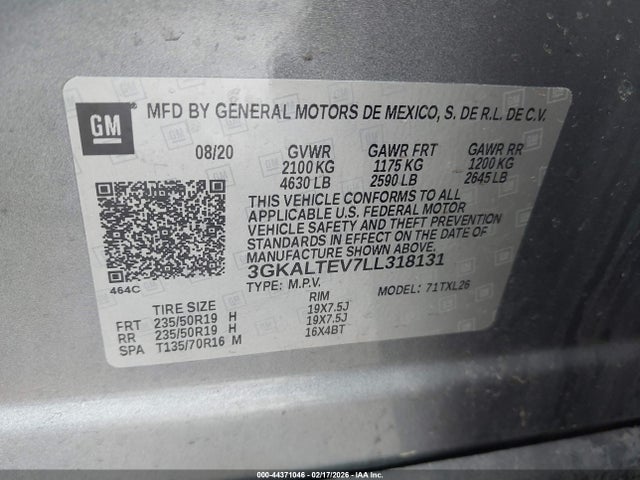 GM MFD BY GENERAL MOTORS DE MEXICO, S. DE R.L. DE C.V.
08/20 GVWR GAWR FRT GAWR RR
2100 KG 1175 KG 1200 KG
4630 LB 2590 LB 2645 LB
THIS VEHICLE CONFORMS TO ALL
APPLICABLE U.S. FEDERAL MOTOR
VEHICLE SAFETY AND THEFT PREVENTION
STANDARDS IN EFFECT ON THE DATE OF
MANUFACTURE SHOWN ABOVE.
3GKALTEV7LL318131
464C TYPE: M.P.V. MODEL: 71TXL26
TIRE SIZE RIM
FRT 235/50R19 H 19X7.5J
RR 235/50R19 H 19X7.5J
SPA T135/70R16 M 16X4BT
000-44371046 - 02/17/2026 - IAA Inc.